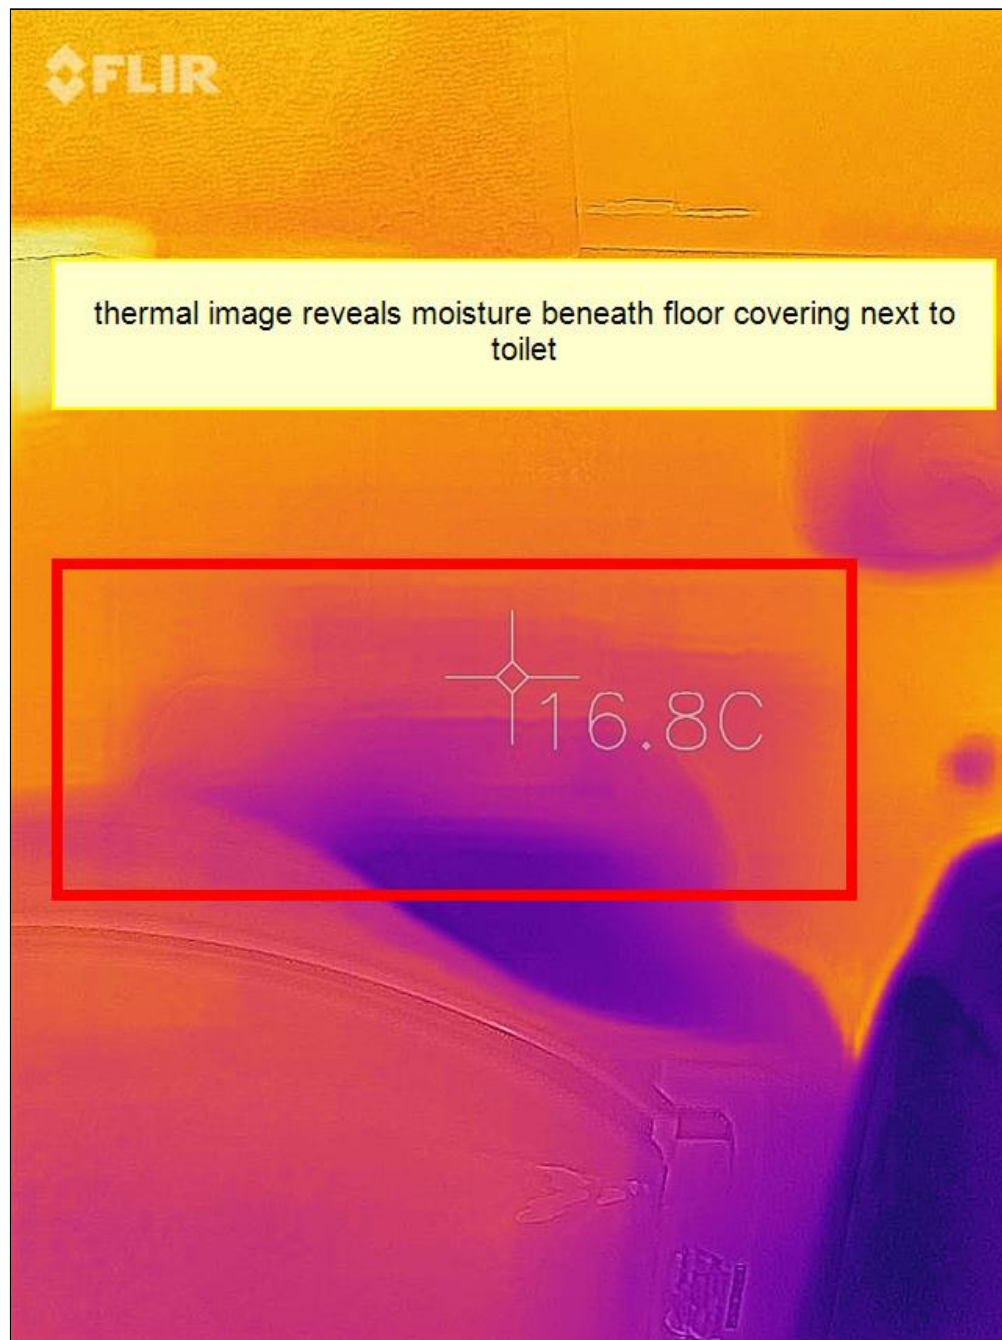 FLIR
thermal image reveals moisture beneath floor covering next to
toilet
16.8C